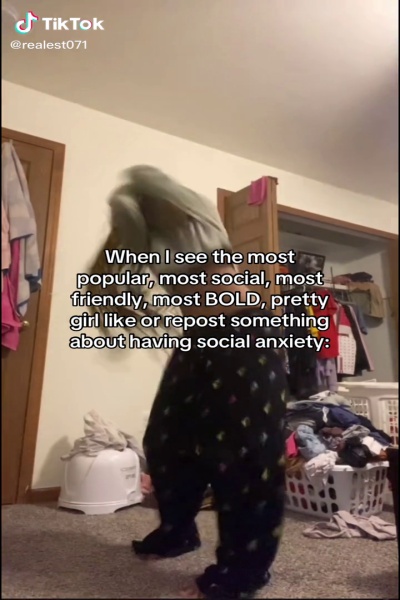 TikTok
@realest071
When I see the most
popular, most social, most
friendly, most BOLD, pretty
girl like or repost something
about having social anxiety: